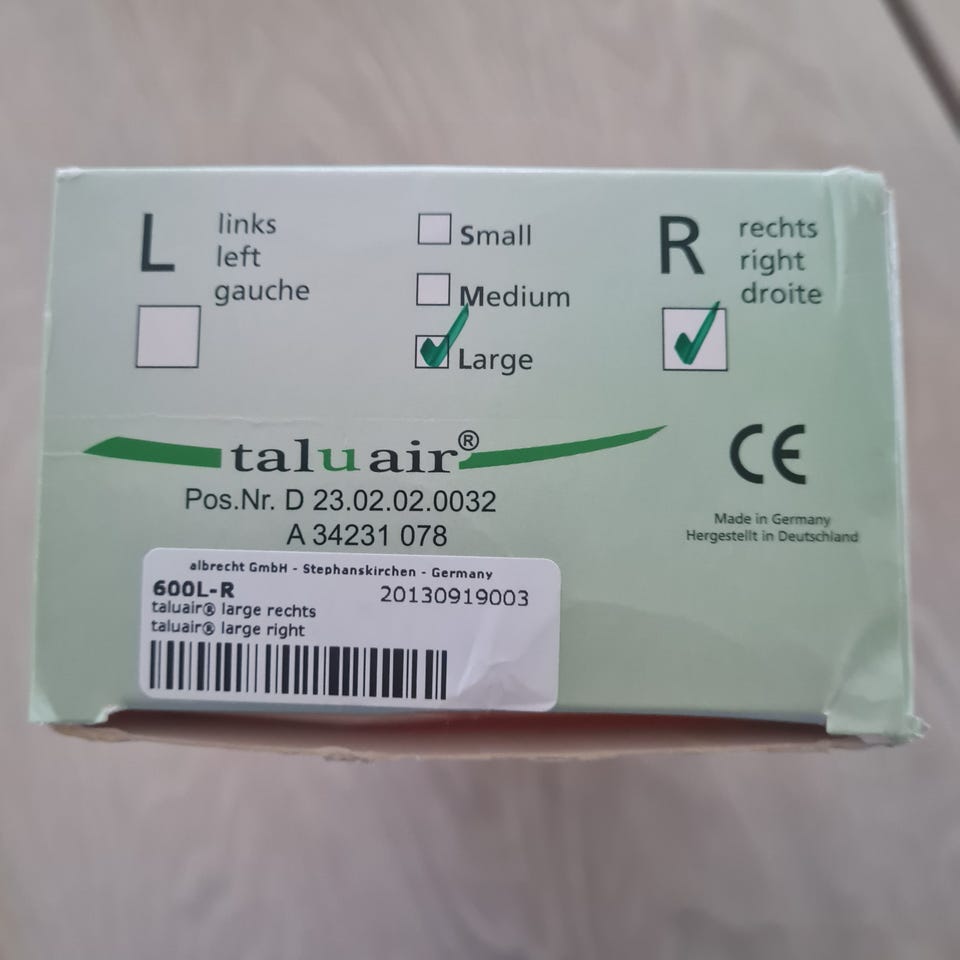 L
links
left
gauche
Small
Medium
Large
R
rechts
right
droite
taluair®
Pos.Nr. D 23.02.02.0032
A 34231 078
CE
Made in Germany
Hergestellt in Deutschland
albrecht GmbH - Stephanskirchen - Germany
600L-R 20130919003
taluair® large rechts
taluair® large right